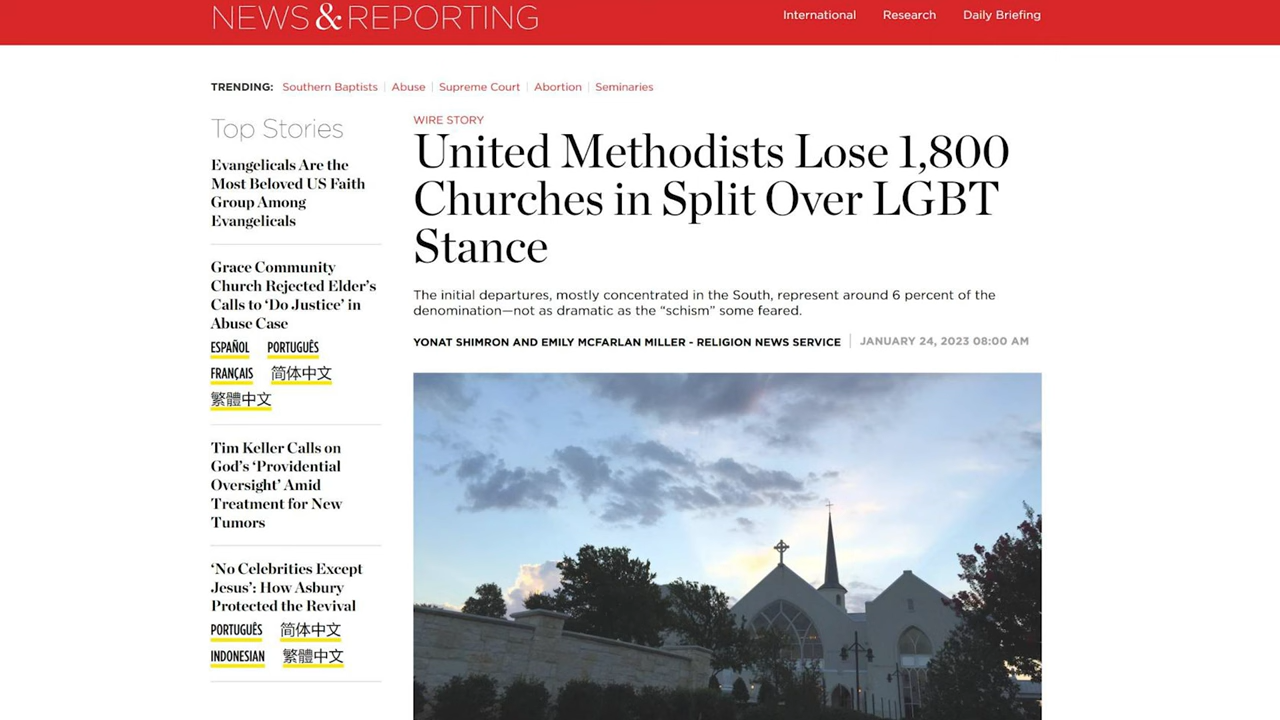 NEWS & REPORTING
International Research Daily Briefing
TRENDING: Southern Baptists | Abuse | Supreme Court | Abortion | Seminaries
Top Stories
Evangelicals Are the
Most Beloved US Faith
Group Among
Evangelicals
Grace Community
Church Rejected Elder’s
Calls to ‘Do Justice’ in
Abuse Case
ESPAÑOL PORTUGUÊS
FRANÇAIS 简体中文
繁體中文
Tim Keller Calls on
God’s ‘Providential
Oversight’ Amid
Treatment for New
Tumors
‘No Celebrities Except
Jesus’: How Asbury
Protected the Revival
PORTUGUÊS 简体中文
INDONESIAN 繁體中文
WIRE STORY
United Methodists Lose 1,800
Churches in Split Over LGBT
Stance
The initial departures, mostly concentrated in the South, represent around 6 percent of the
denomination—not as dramatic as the “schism” some feared.
YONAT SHIMRON AND EMILY MCFARLAN MILLER - RELIGION NEWS SERVICE | JANUARY 24, 2023 08:00 AM